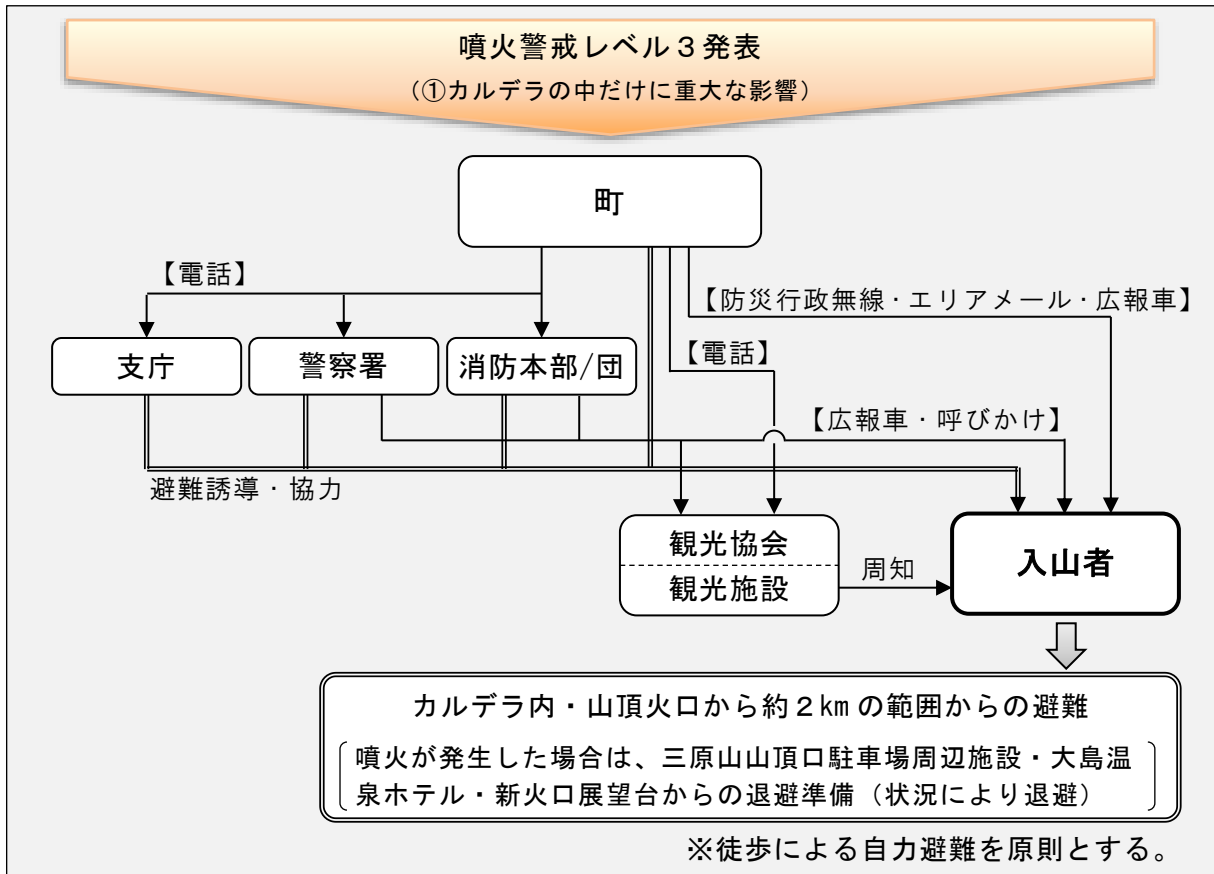 噴火警戒レベル３発表
（①カルデラの中だけに重大な影響）
町
【電話】
【防災行政無線・エリアメール・広報車】
支庁
警察署
消防本部/団
【電話】
【広報車・呼びかけ】
避難誘導・協力
観光協会
観光施設
周知
入山者
カルデラ内・山頂火口から約２㎞の範囲からの避難
噴火が発生した場合は、三原山山頂口駐車場周辺施設・大島温
泉ホテル・新火口展望台からの退避準備（状況により退避）
※徒歩による自力避難を原則とする。